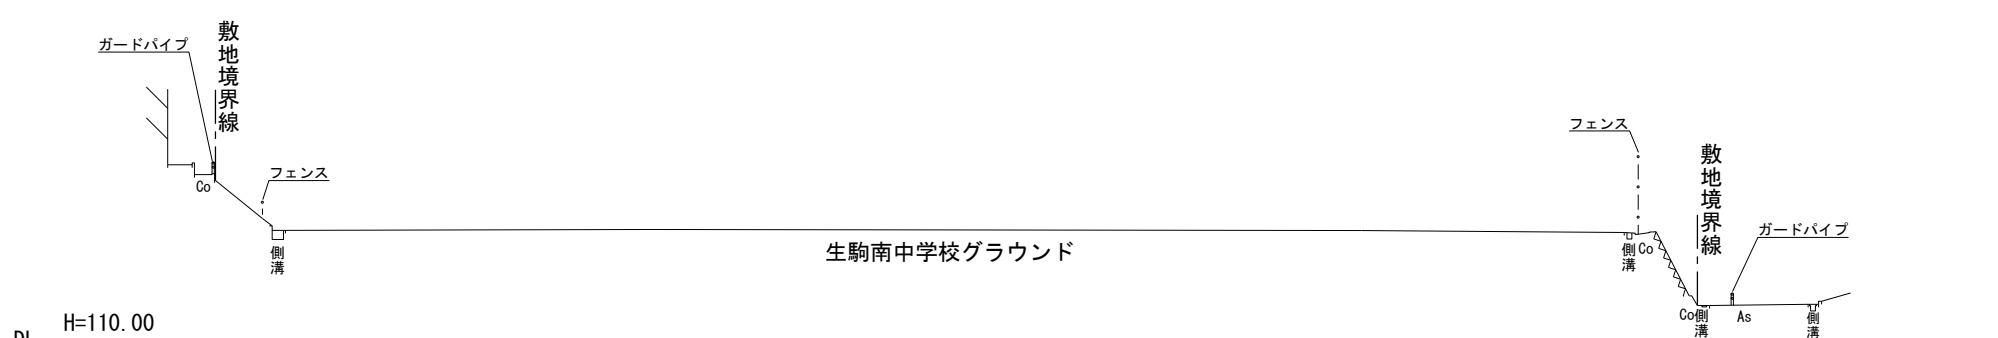 ガードパイプ
敷地境界線
Co
フェンス
側溝
生駒南中学校グラウンド
フェンス
側溝
Co
敷地境界線
ガードパイプ
Co
側溝
As
側溝
H=110.00